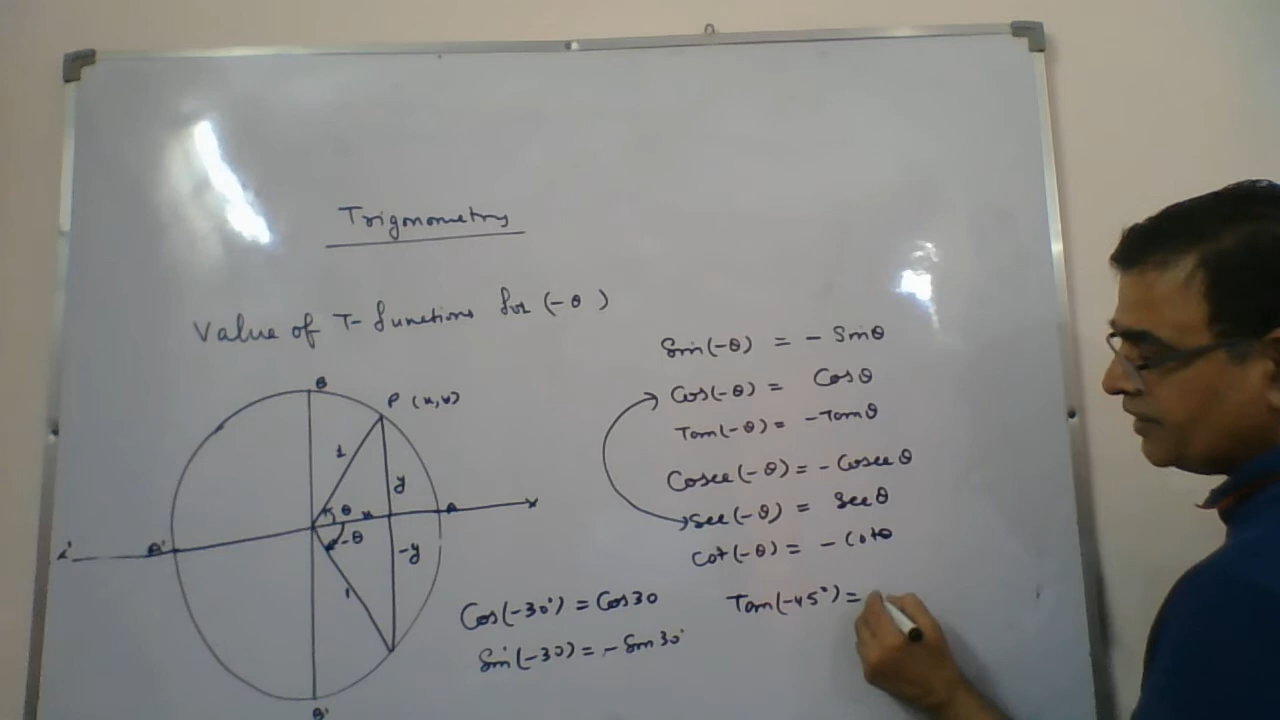 Trigonometry
Value of T-functions for (-θ)
B
P (x,y)
1
y
θ
x
A
x
-θ
A'
x'
-y
1
B'
Sin(-θ) = - Sinθ
Cos(-θ) = Cosθ
Tan(-θ) = -Tanθ
Cosec(-θ) = -Cosecθ
Sec(-θ) = Secθ
Cot(-θ) = - Cotθ
Cos(-30°) = Cos30
Sin(-30) = - Sin30°
Tan(-45°) =